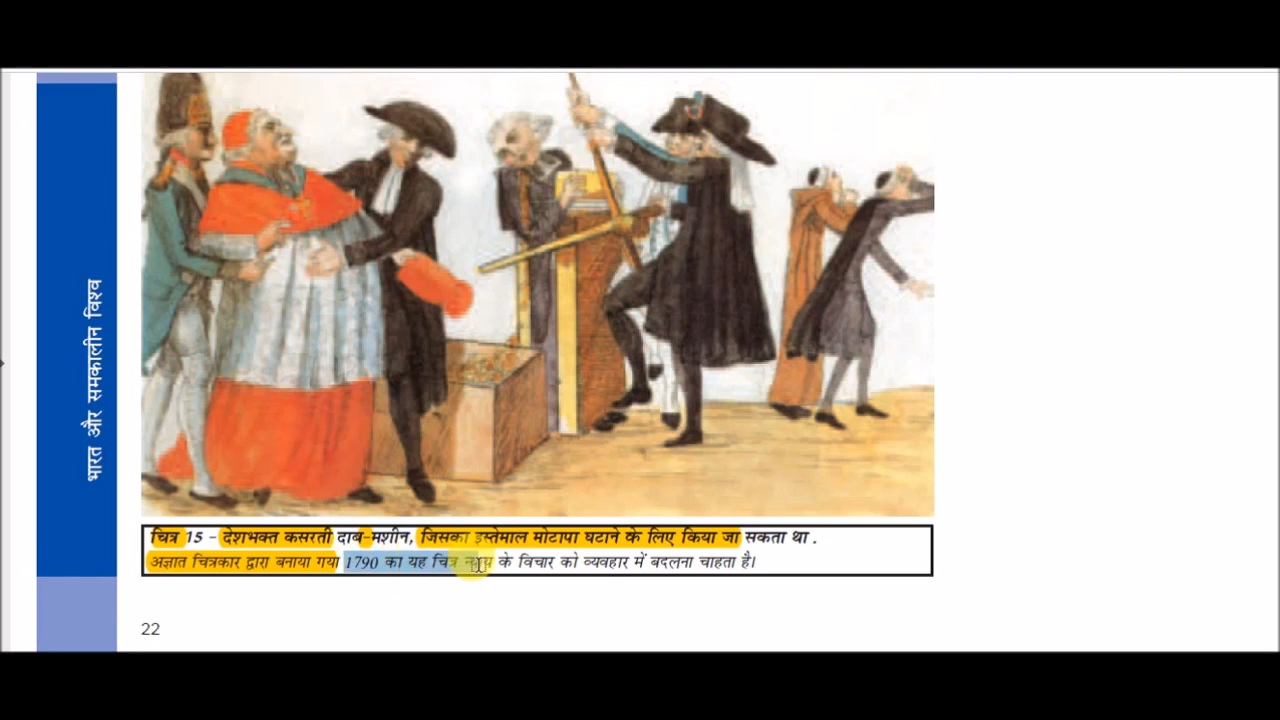 भारत और समकालीन विश्व
चित्र 15 – देशभक्त कसरती दाब-मशीन, जिसका इस्तेमाल मोटापा घटाने के लिए किया जा सकता था .
अज्ञात चित्रकार द्वारा बनाया गया 1790 का यह चित्र न्याय के विचार को व्यवहार में बदलना चाहता है।
22